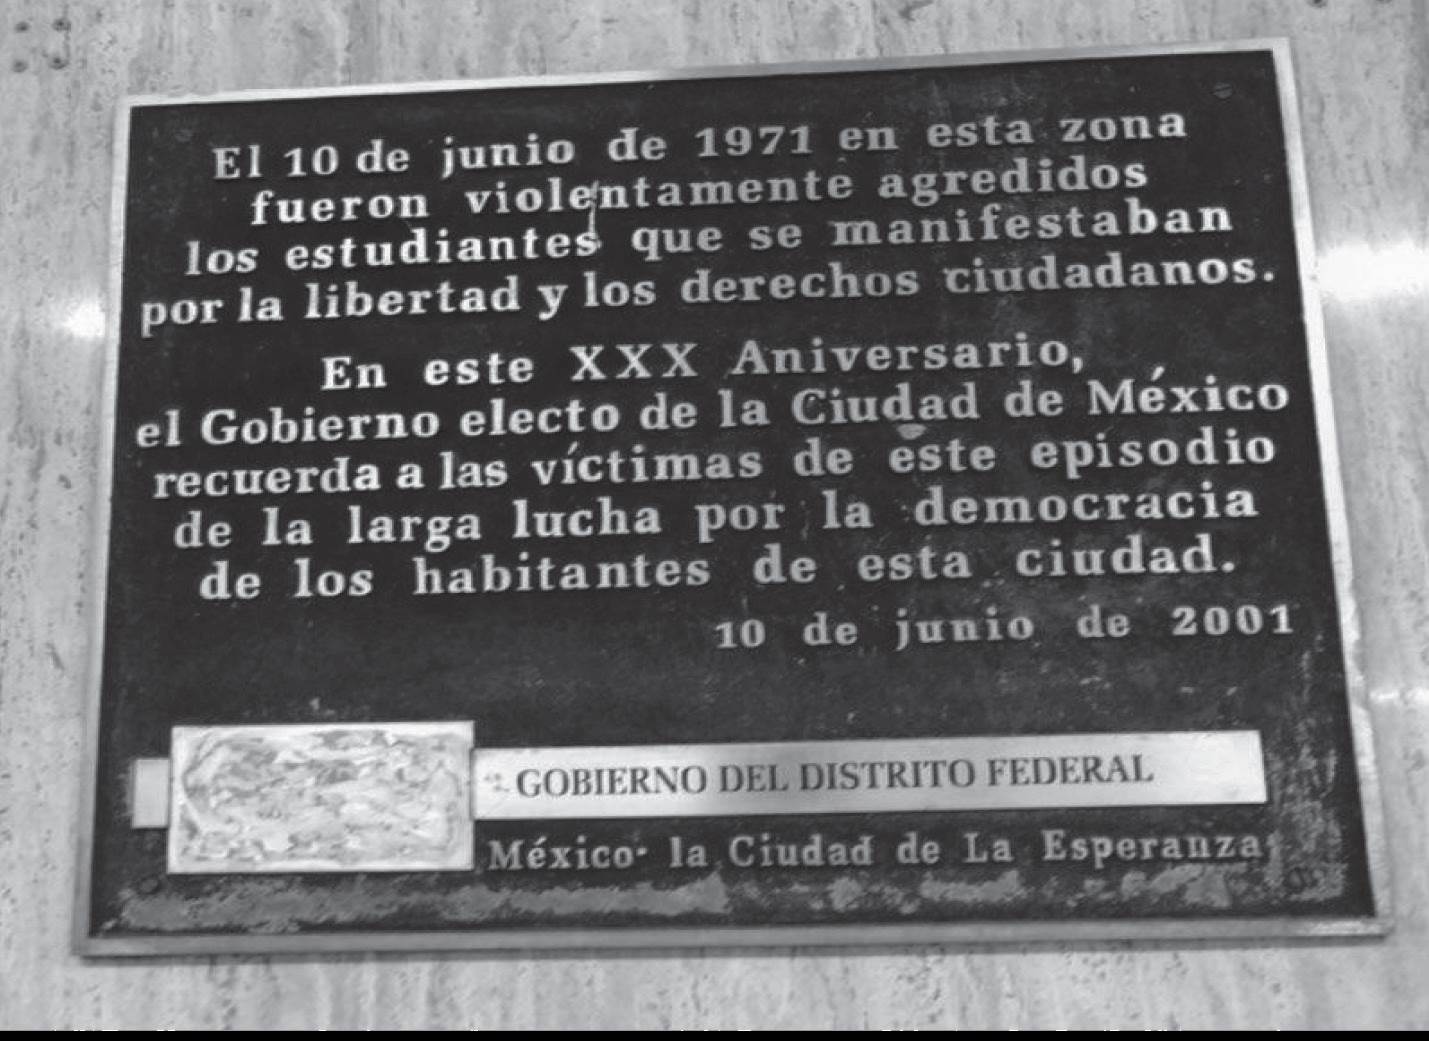 El 10 de junio de 1971 en esta zona
fueron violentamente agredidos
los estudiantes que se manifestaban
por la libertad y los derechos ciudadanos.
En este XXX Aniversario,
el Gobierno electo de la Ciudad de México
recuerda a las víctimas de este episodio
de la larga lucha por la democracia
de los habitantes de esta ciudad.
10 de junio de 2001
GOBIERNO DEL DISTRITO FEDERAL
México· la Ciudad de La Esperanza